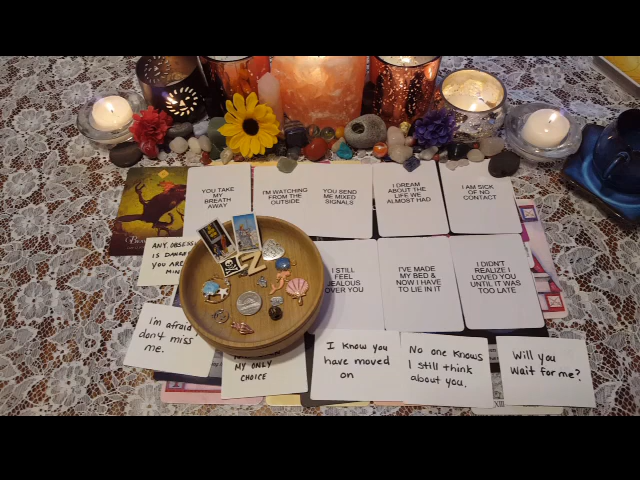 YOU TAKE
MY
BREATH
AWAY
I'M WATCHING
FROM THE
OUTSIDE
YOU SEND
ME MIXED
SIGNALS
I DREAM
ABOUT THE
LIFE WE
ALMOST HAD
I AM SICK
OF NO
CONTACT
ANY OBSESS
IS DANGE
YOU ARE
MIN
Z
I STILL
FEEL
JEALOUS
OVER YOU
I'VE MADE
MY BED &
NOW I HAVE
TO LIE IN IT
I DIDN'T
REALIZE I
LOVED YOU
UNTIL IT WAS
TOO LATE
i'm afraid
don't miss
me.
MY ONLY
CHOICE
I know you
have moved
on
No one knows
I still think
about you.
Will you
Wait for me?